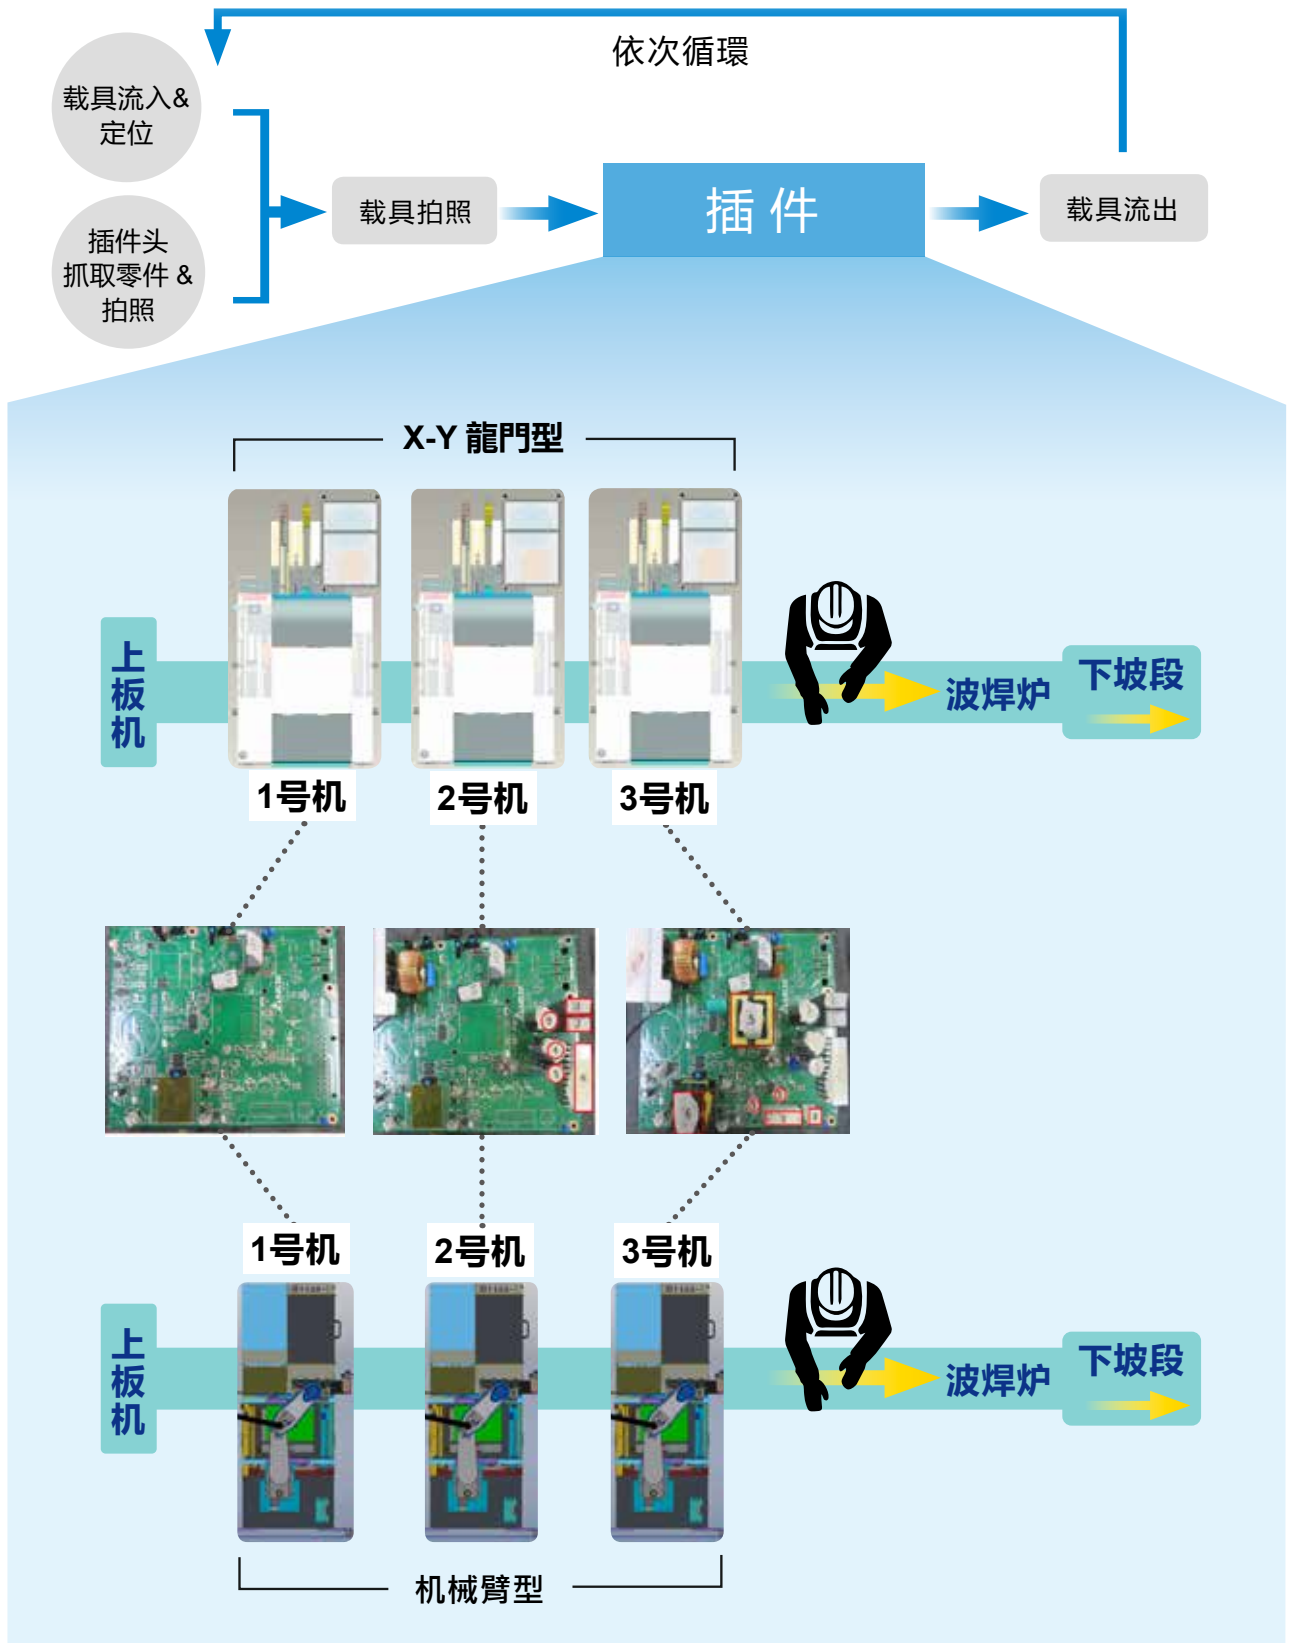 依次循環
载具流入&
定位
插件头
抓取零件 &
拍照
载具拍照
插 件
载具流出
X-Y 龍門型
上板机
波焊炉
下坡段
1号机
2号机
3号机
1号机
2号机
3号机
上板机
波焊炉
下坡段
机械臂型